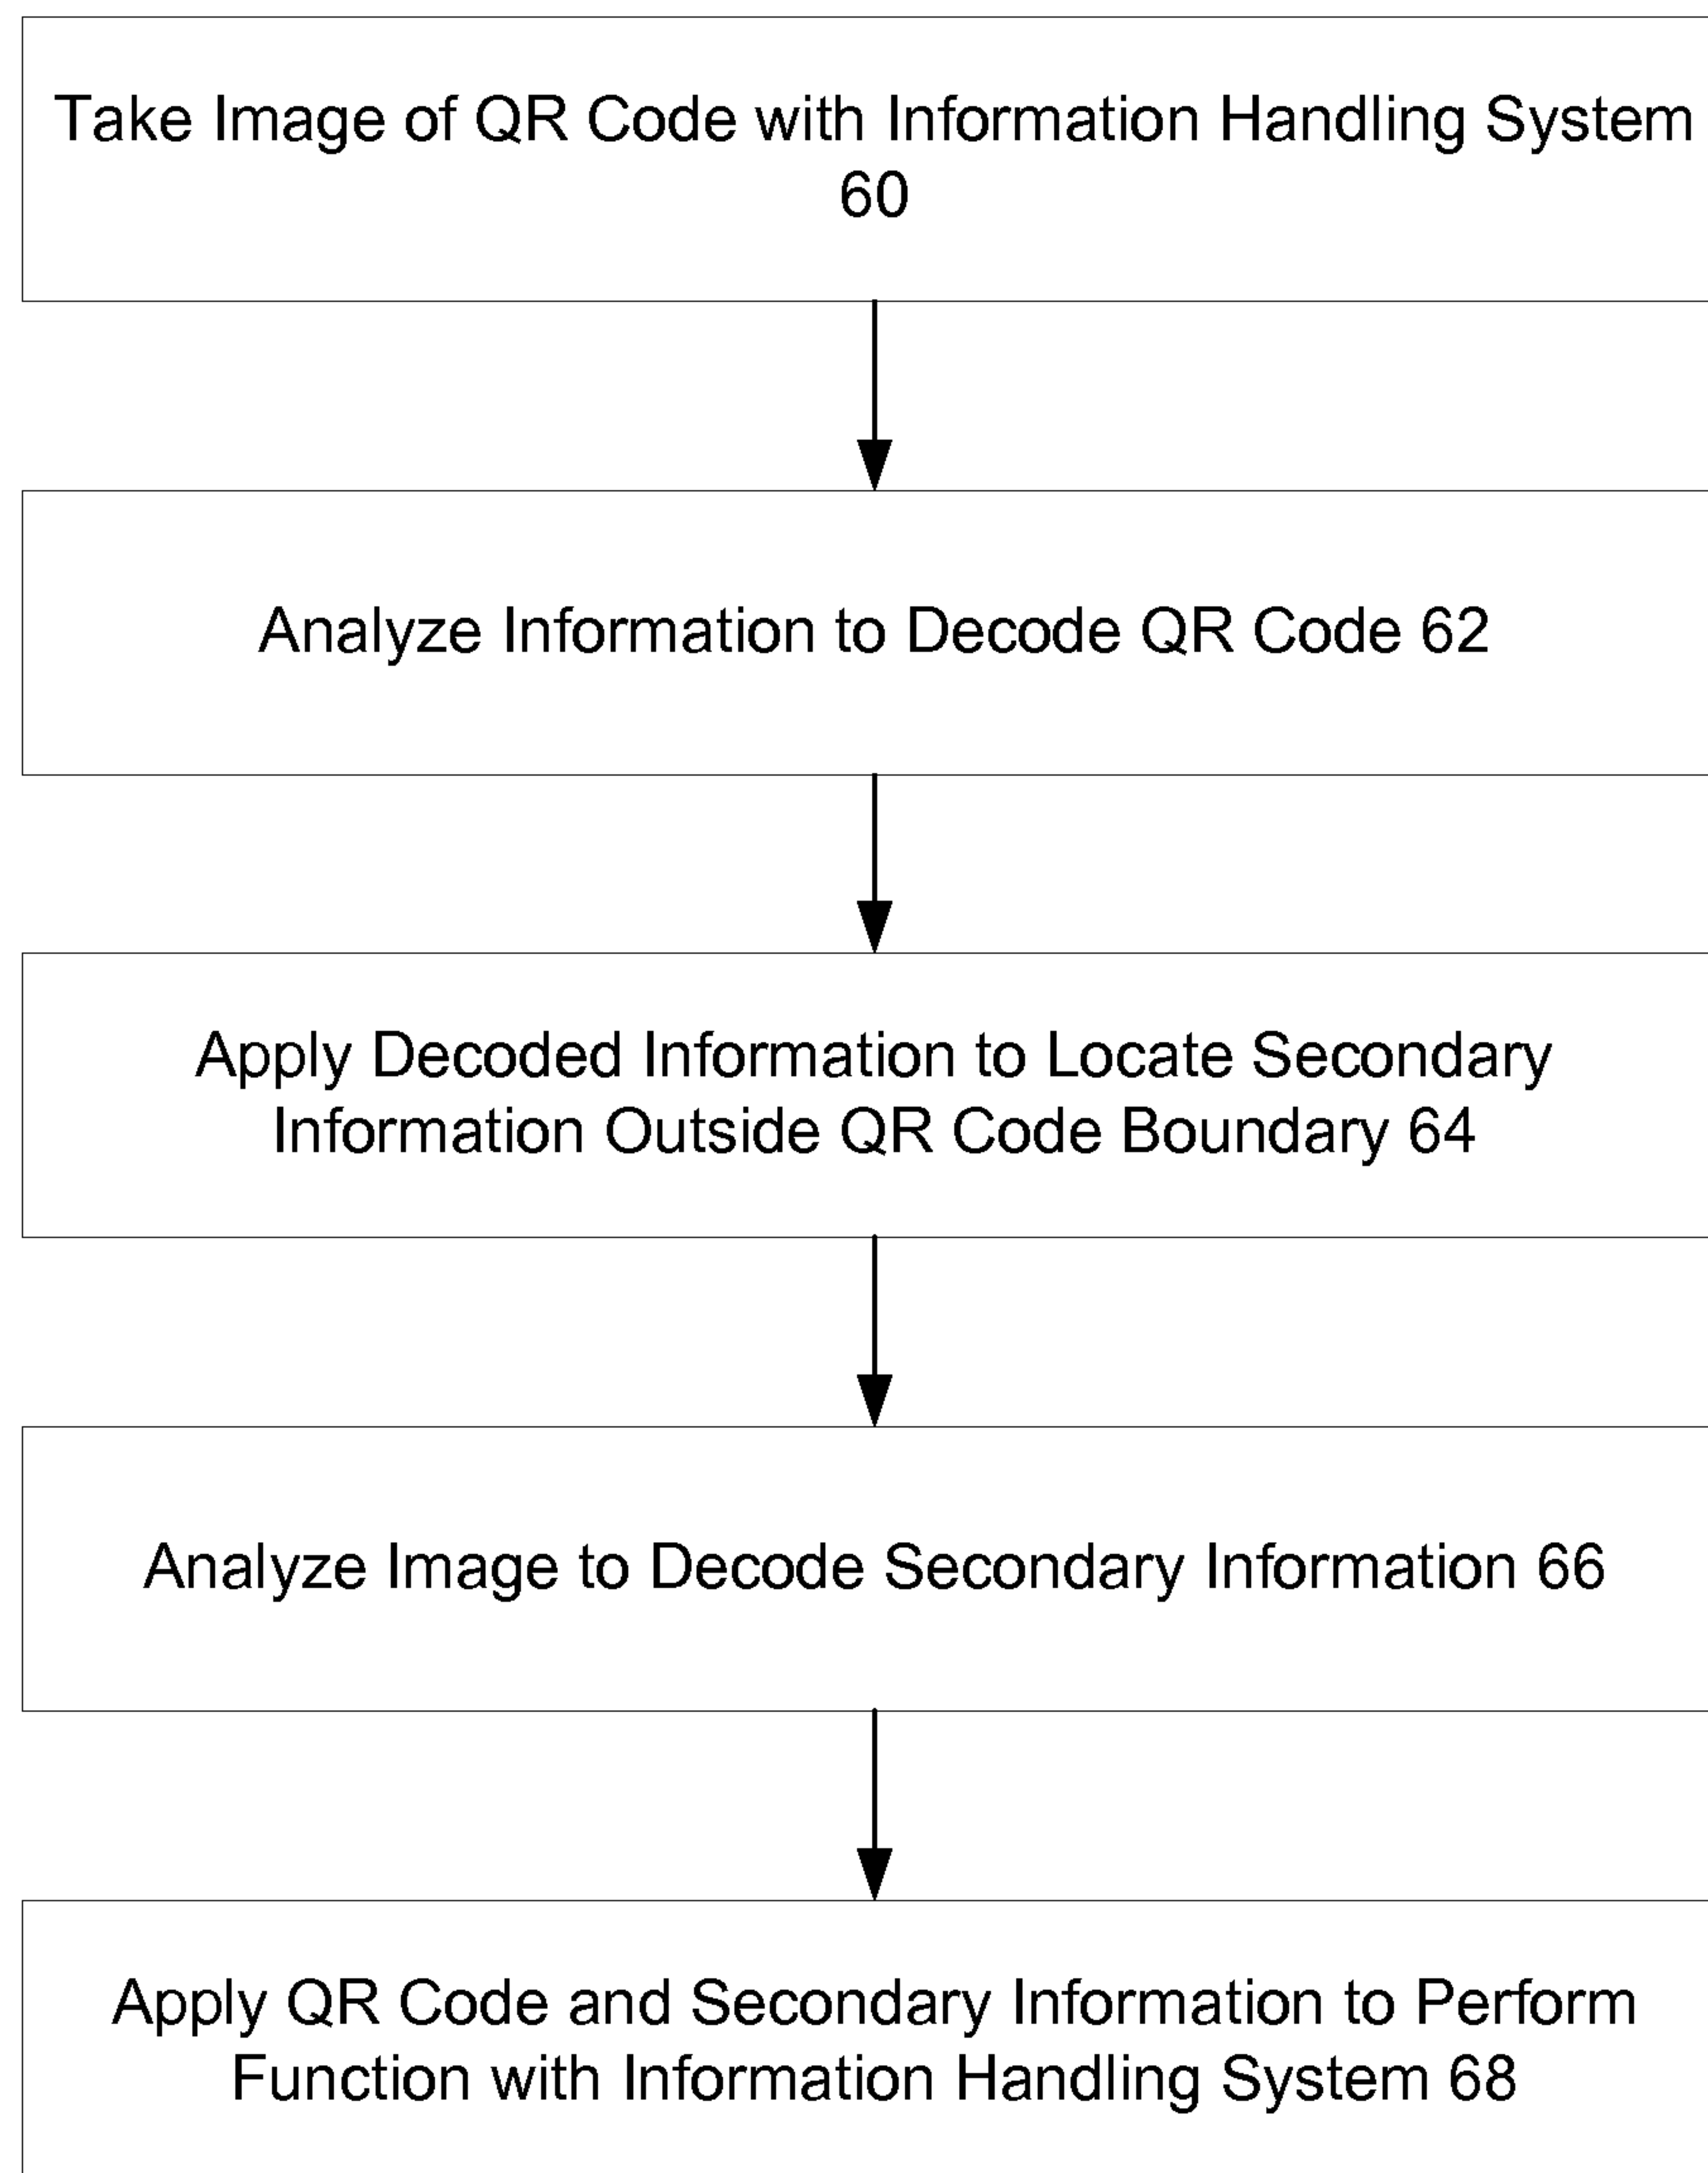 Take Image of QR Code with Information Handling System
60
Analyze Information to Decode QR Code 62
Apply Decoded Information to Locate Secondary
Information Outside QR Code Boundary 64
Analyze Image to Decode Secondary Information 66
Apply QR Code and Secondary Information to Perform
Function with Information Handling System 68